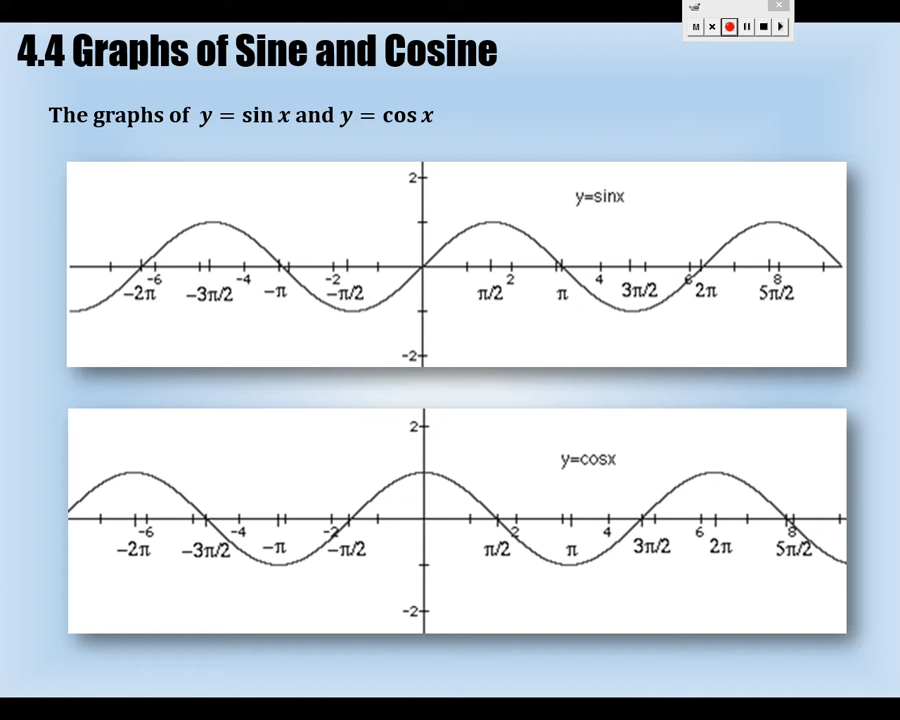 M
4.4 Graphs of Sine and Cosine
The graphs of y = sin x and y = cos x
2
y=sinx
-6 -4 -2 2 4 6 8
−2π −3π/2 −π −π/2 π/2 π 3π/2 2π 5π/2
-2
2
y=cosx
-6 -4 -2 2 4 6 8
−2π −3π/2 −π −π/2 π/2 π 3π/2 2π 5π/2
-2